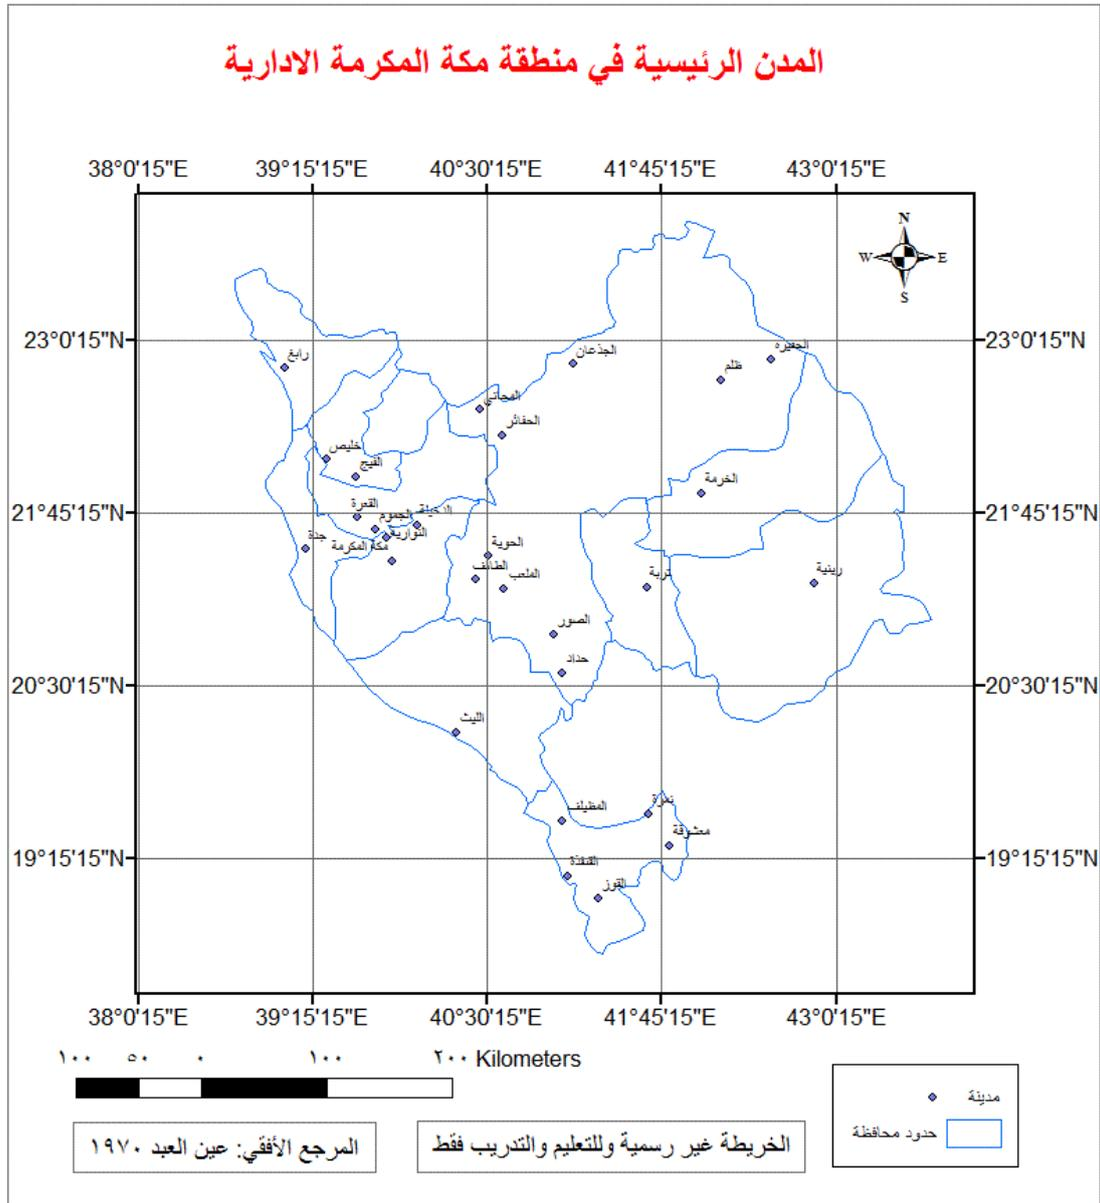 المدن الرئيسية في منطقة مكة المكرمة الادارية
38°0'15"E 39°15'15"E 40°30'15"E 41°45'15"E 43°0'15"E
N
W E
S
23°0'15"N 23°0'15"N
الحفيره
رابغ
الجذعان
ظلم
المحاني
الحفائر
خليص
الفيج
الخرمة
21°45'15"N 21°45'15"N
القعرة
الجموم
النوارية
جدة
مكة المكرمة
الحوية
الطائف
الملعب
تربة
رينية
الصور
حداد
20°30'15"N 20°30'15"N
الليث
المظيلف
نمرة
معشوقة
19°15'15"N 19°15'15"N
القنفذة
القوز
38°0'15"E 39°15'15"E 40°30'15"E 41°45'15"E 43°0'15"E
١٠٠ ٥٠ ٠ ١٠٠ ٢٠٠ Kilometers
مدينة
حدود محافظة
الخريطة غير رسمية وللتعليم والتدريب فقط
المرجع الأفقي: عين العبد ١٩٧٠